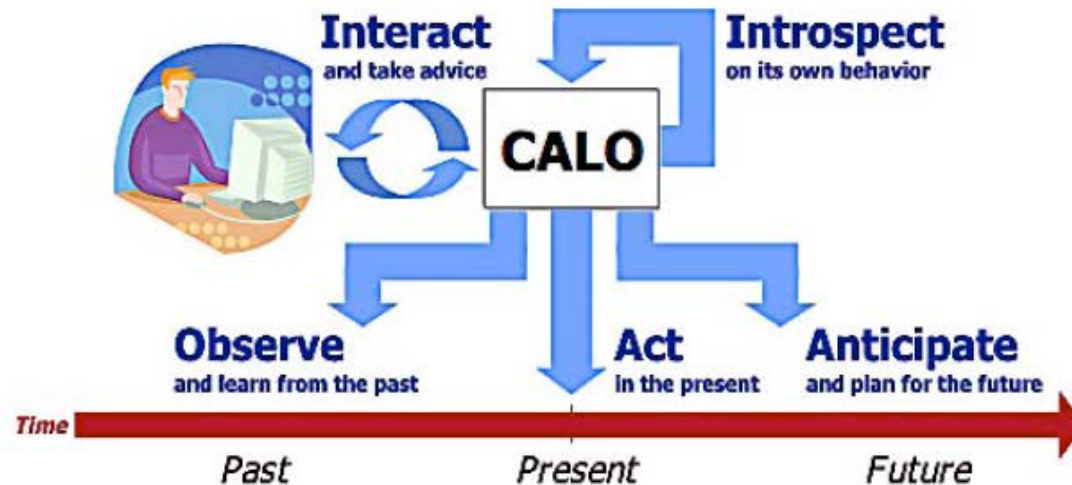 Interact
and take advice
Introspect
on its own behavior
CALO
Observe
and learn from the past
Act
in the present
Anticipate
and plan for the future
Time
Past
Present
Future